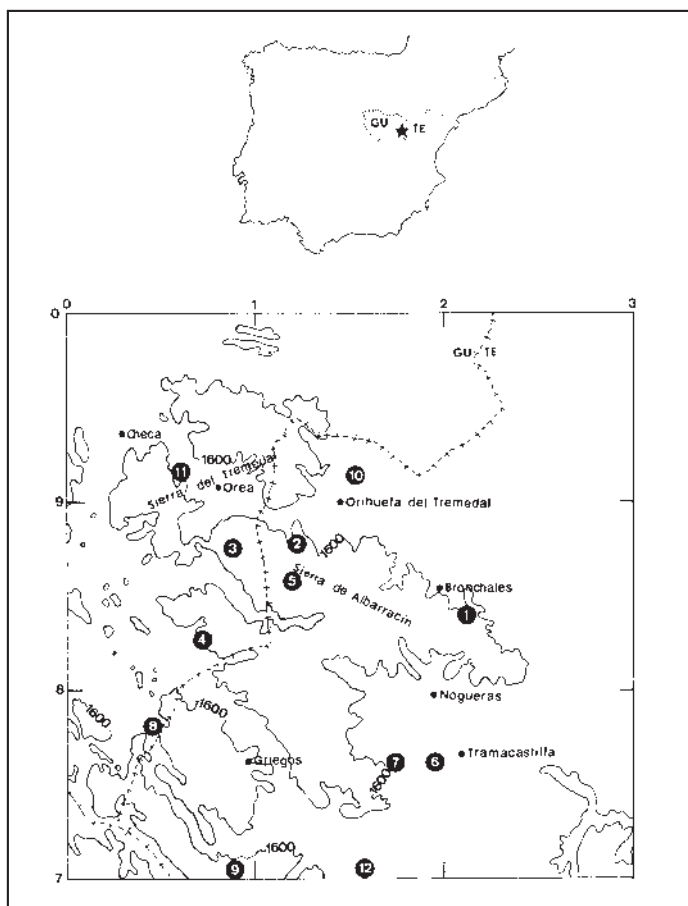 GU TE
0 1 2 3
0
GU TE
Checa
1600
11
Sierra del Tremedal
10
Orea
9
Orihuela del Tremedal
2
3
1600
5
Sierra de Albarracin
Bronchales
1
4
8
Nogueras
1600
1600
8
Griegos
7
6
Tramacastilla
1600
1600
7
9
12